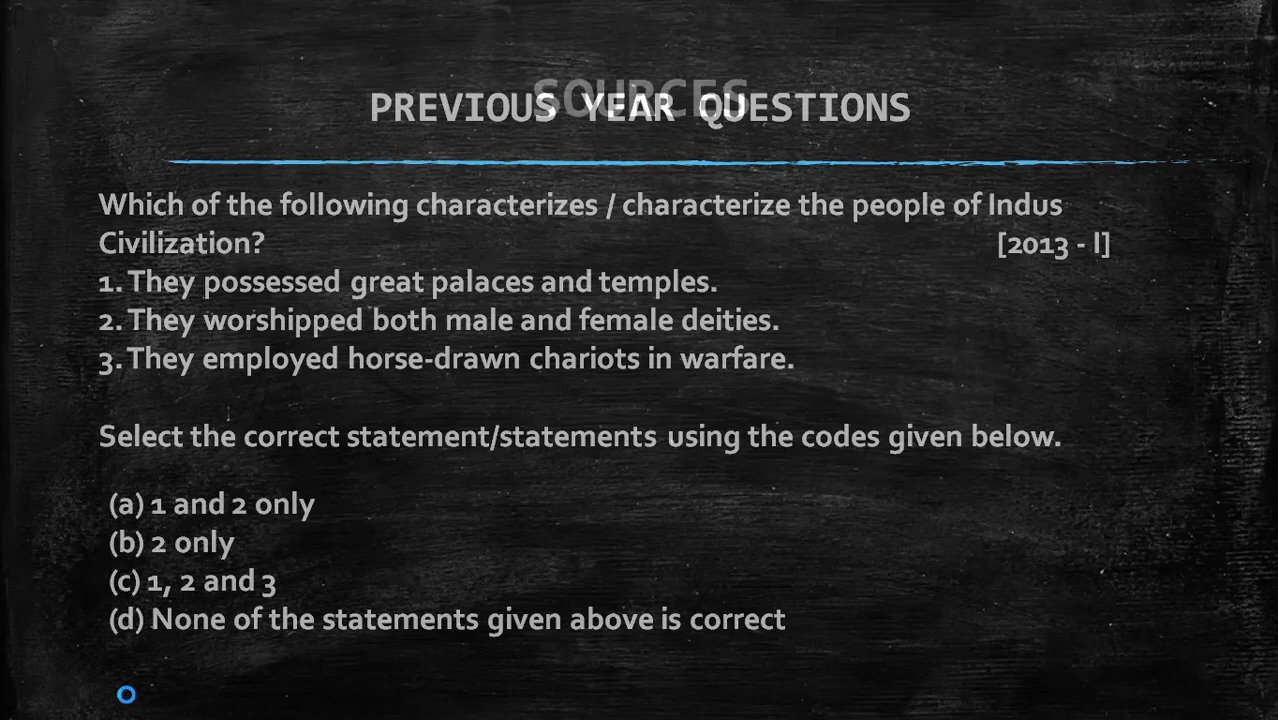 SOURCES
PREVIOUS YEAR QUESTIONS
Which of the following characterizes / characterize the people of Indus
Civilization? [2013 - l]
1. They possessed great palaces and temples.
2. They worshipped both male and female deities.
3. They employed horse-drawn chariots in warfare.
Select the correct statement/statements using the codes given below.
(a) 1 and 2 only
(b) 2 only
(c) 1, 2 and 3
(d) None of the statements given above is correct